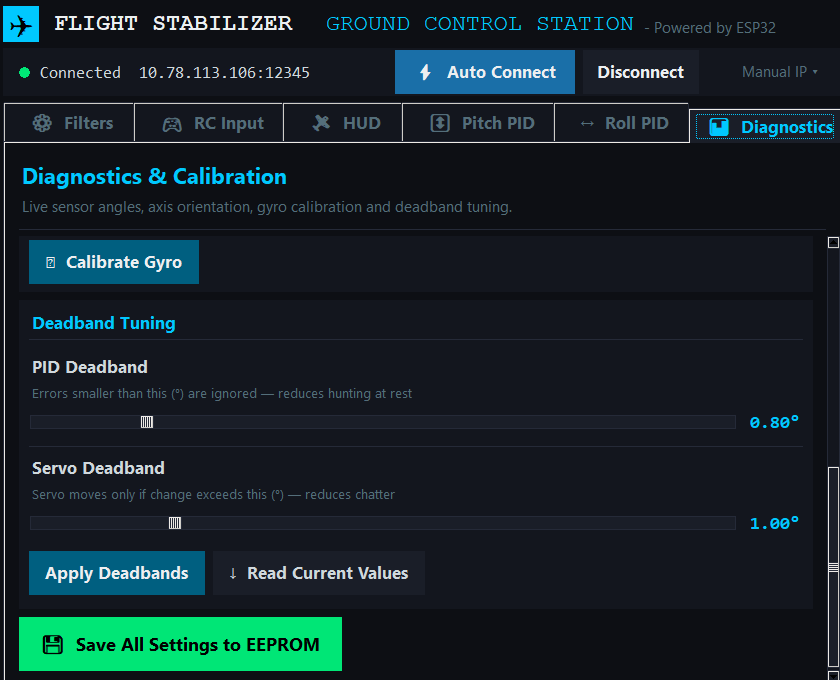 FLIGHT STABILIZER GROUND CONTROL STATION - Powered by ESP32
Connected 10.78.113.106:12345 Auto Connect Disconnect Manual IP ▾
Filters RC Input HUD Pitch PID ↔ Roll PID Diagnostics
Diagnostics & Calibration
Live sensor angles, axis orientation, gyro calibration and deadband tuning.
Calibrate Gyro
Deadband Tuning
PID Deadband
Errors smaller than this (°) are ignored — reduces hunting at rest
0.80°
Servo Deadband
Servo moves only if change exceeds this (°) — reduces chatter
1.00°
Apply Deadbands ↓ Read Current Values
Save All Settings to EEPROM